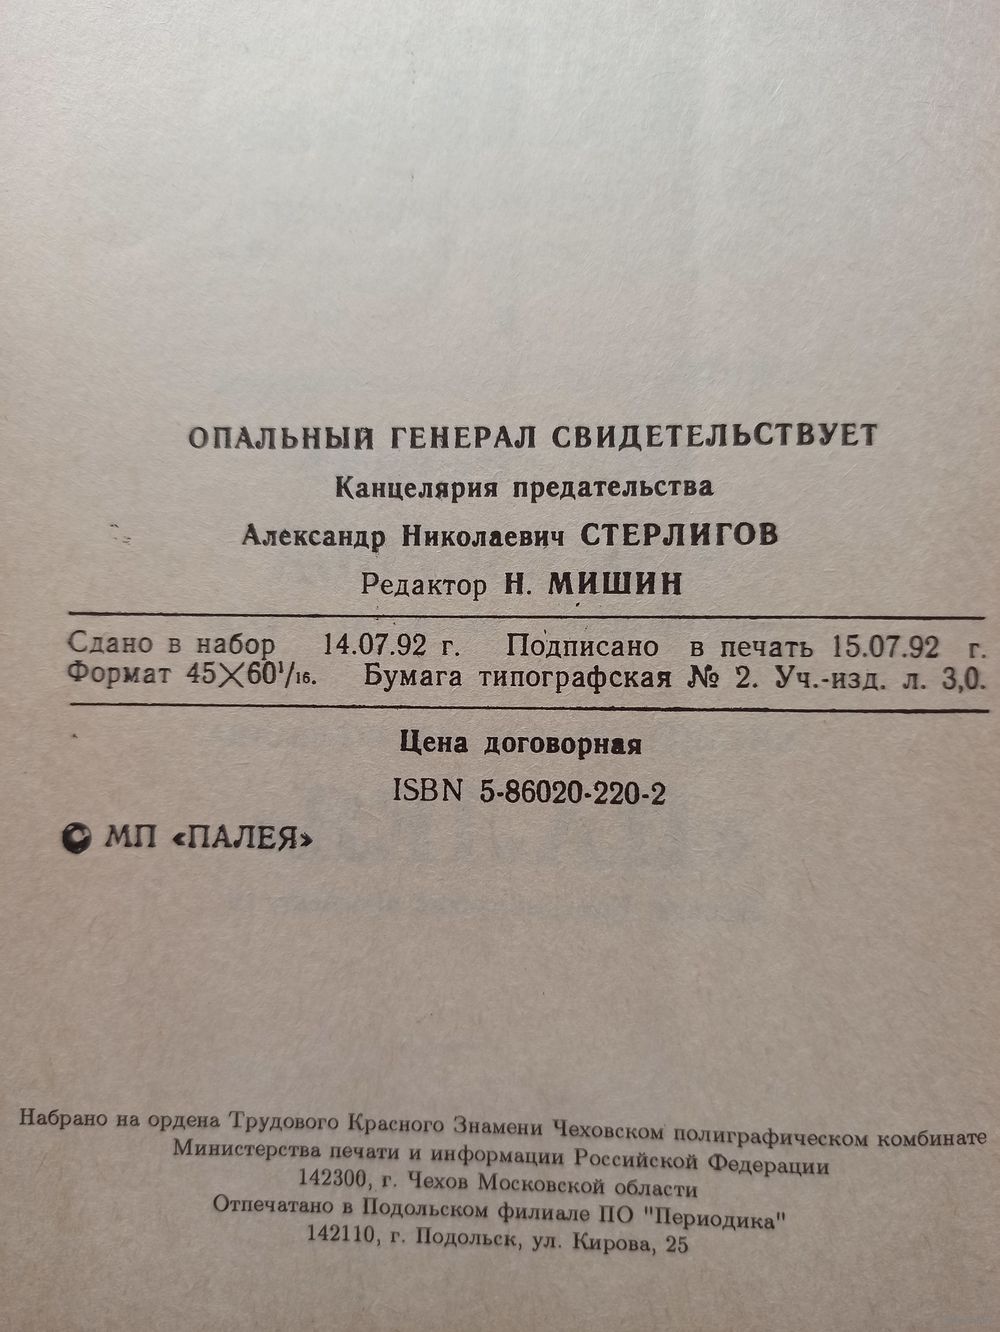 ОПАЛЬНЫЙ ГЕНЕРАЛ СВИДЕТЕЛЬСТВУЕТ
Канцелярия предательства
Александр Николаевич СТЕРЛИГОВ
Редактор Н. МИШИН
Сдано в набор 14.07.92 г. Подписано в печать 15.07.92 г.
Формат 45×60¹/₁₆. Бумага типографская № 2. Уч.-изд. л. 3,0.
Цена договорная
ISBN 5-86020-220-2
© МП «ПАЛЕЯ»
Набрано на ордена Трудового Красного Знамени Чеховском полиграфическом комбинате
Министерства печати и информации Российской Федерации
142300, г. Чехов Московской области
Отпечатано в Подольском филиале ПО "Периодика"
142110, г. Подольск, ул. Кирова, 25